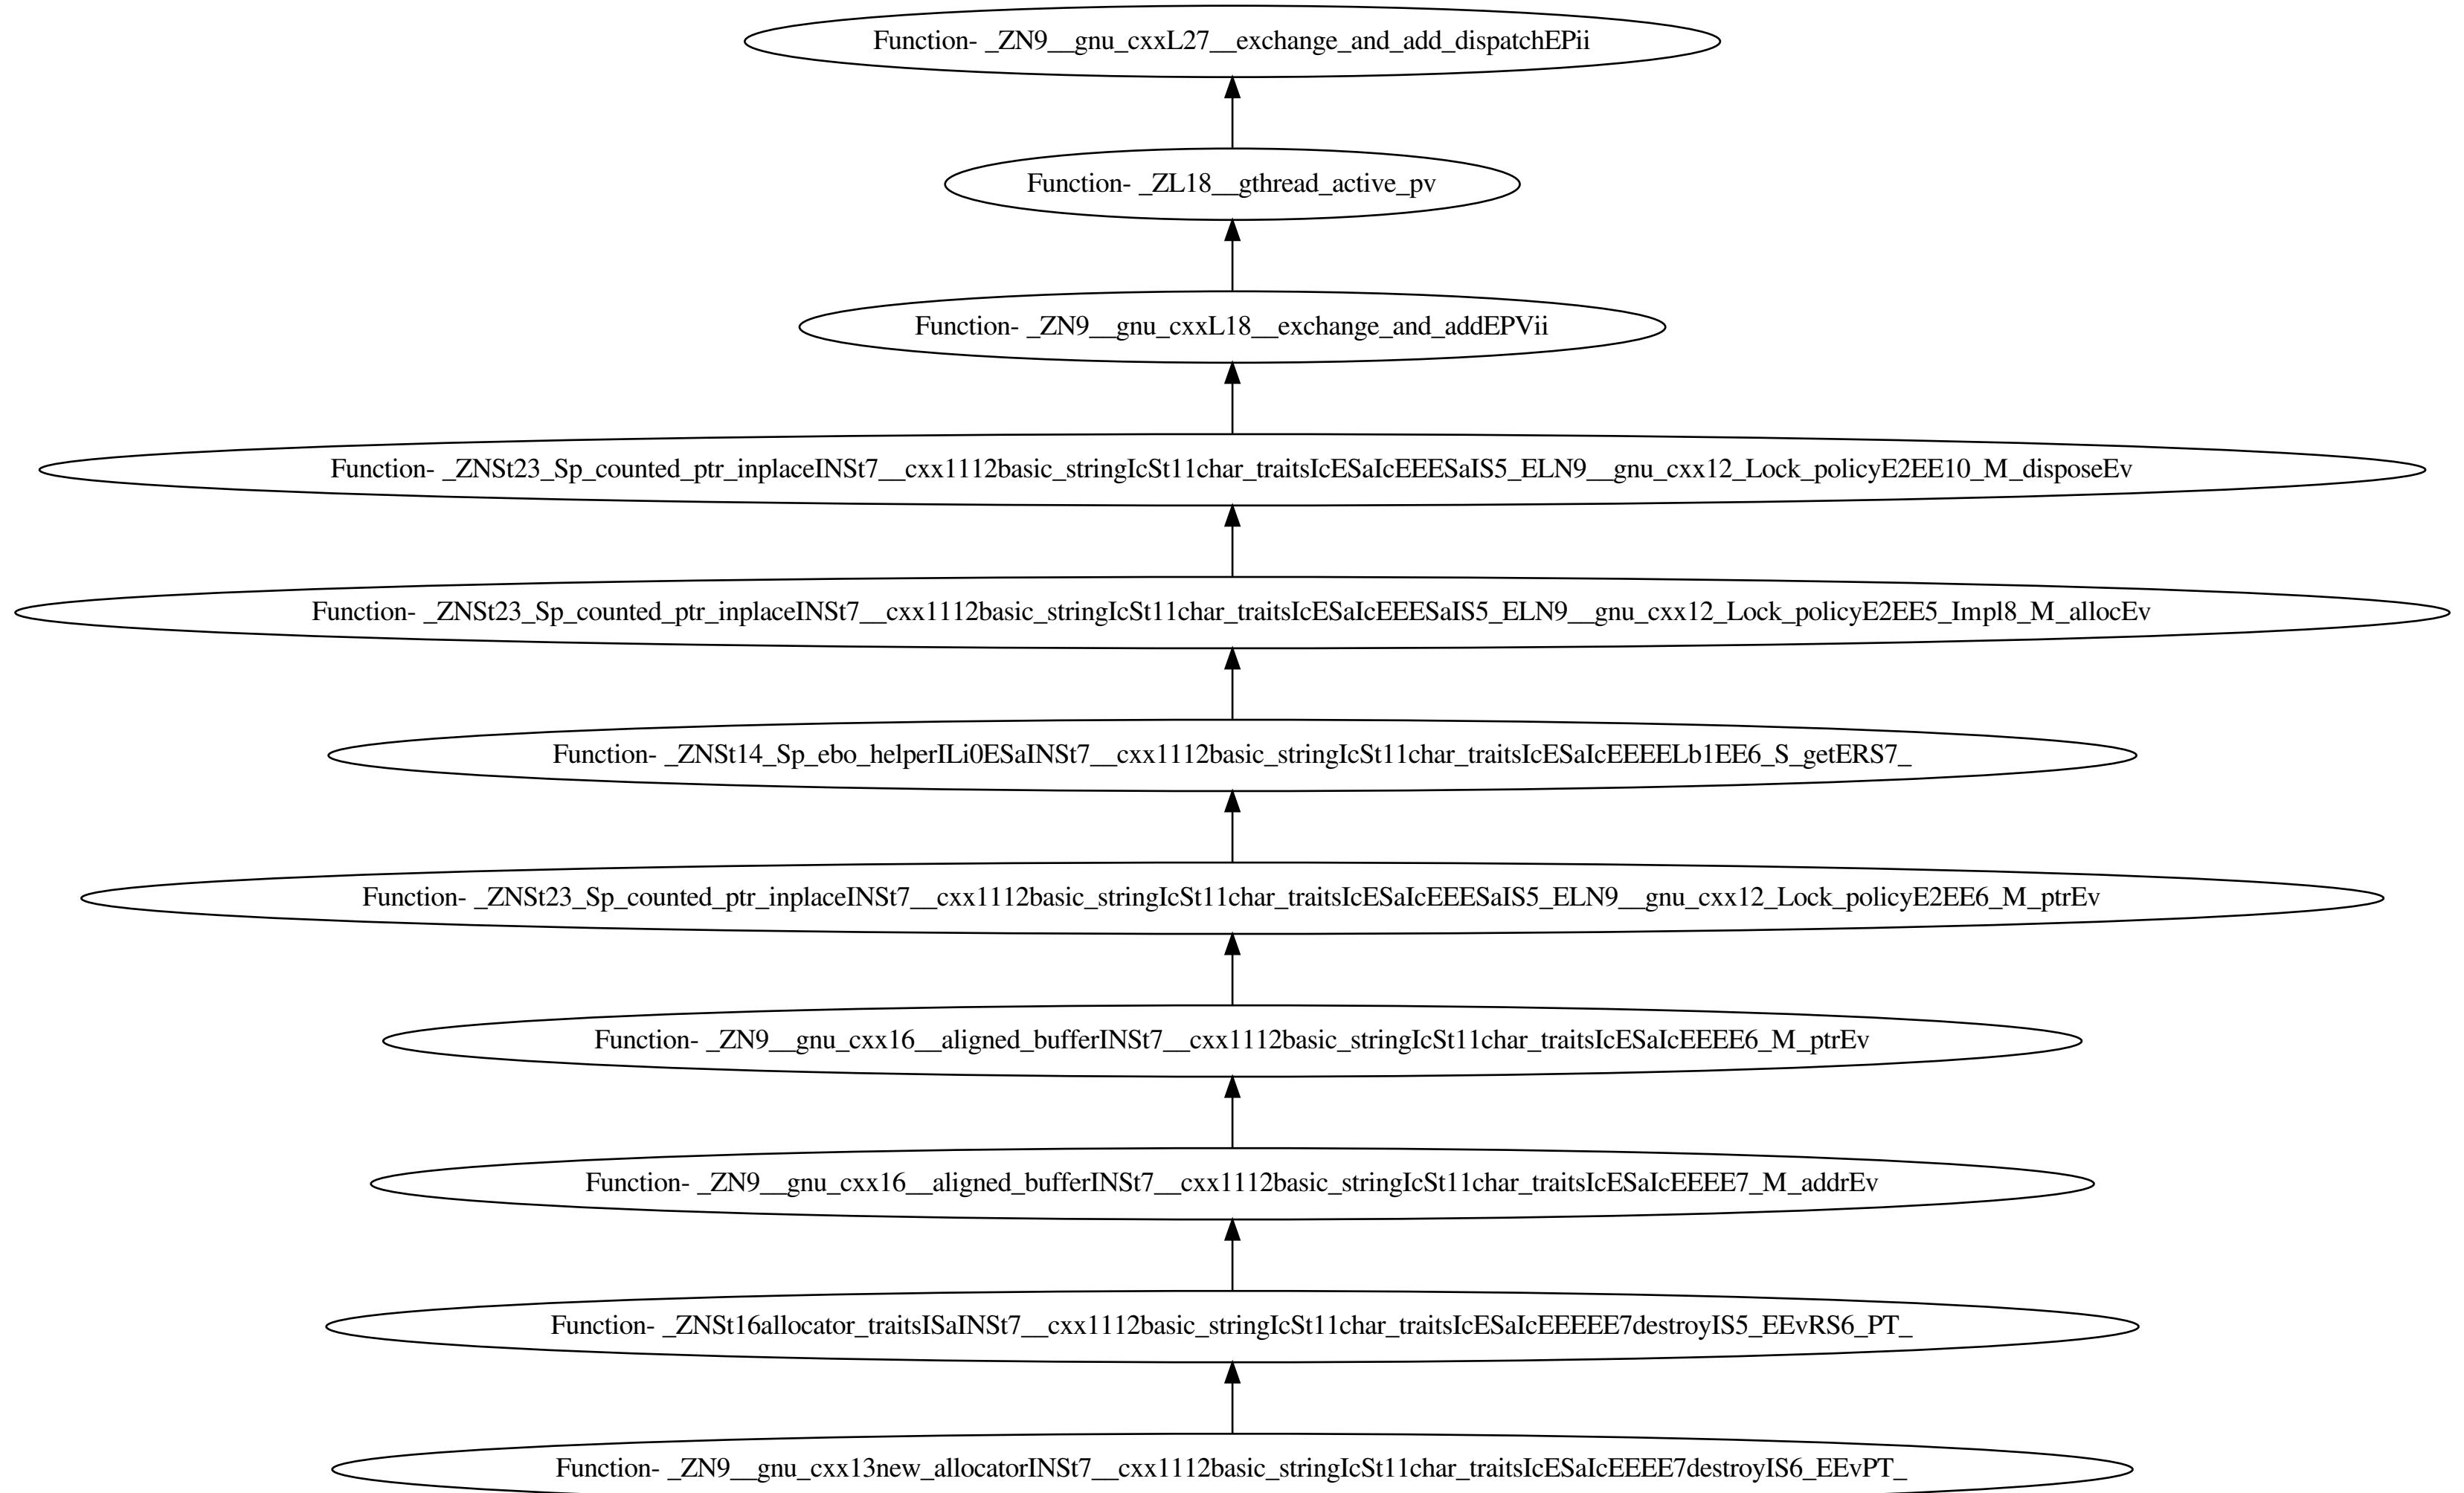 Function- _ZN9__gnu_cxxL27__exchange_and_add_dispatchEPii
Function- _ZL18__gthread_active_pv
Function- _ZN9__gnu_cxxL18__exchange_and_addEPVii
Function- _ZNSt23_Sp_counted_ptr_inplaceINSt7__cxx1112basic_stringIcSt11char_traitsIcESaIcEEESaIS5_ELN9__gnu_cxx12_Lock_policyE2EE10_M_disposeEv
Function- _ZNSt23_Sp_counted_ptr_inplaceINSt7__cxx1112basic_stringIcSt11char_traitsIcESaIcEEESaIS5_ELN9__gnu_cxx12_Lock_policyE2EE5_Impl8_M_allocEv
Function- _ZNSt14_Sp_ebo_helperILi0ESaINSt7__cxx1112basic_stringIcSt11char_traitsIcESaIcEEEELb1EE6_S_getERS7_
Function- _ZNSt23_Sp_counted_ptr_inplaceINSt7__cxx1112basic_stringIcSt11char_traitsIcESaIcEEESaIS5_ELN9__gnu_cxx12_Lock_policyE2EE6_M_ptrEv
Function- _ZN9__gnu_cxx16__aligned_bufferINSt7__cxx1112basic_stringIcSt11char_traitsIcESaIcEEEE6_M_ptrEv
Function- _ZN9__gnu_cxx16__aligned_bufferINSt7__cxx1112basic_stringIcSt11char_traitsIcESaIcEEEE7_M_addrEv
Function- _ZNSt16allocator_traitsISaINSt7__cxx1112basic_stringIcSt11char_traitsIcESaIcEEEEE7destroyIS5_EEvRS6_PT_
Function- _ZN9__gnu_cxx13new_allocatorINSt7__cxx1112basic_stringIcSt11char_traitsIcESaIcEEEE7destroyIS6_EEvPT_